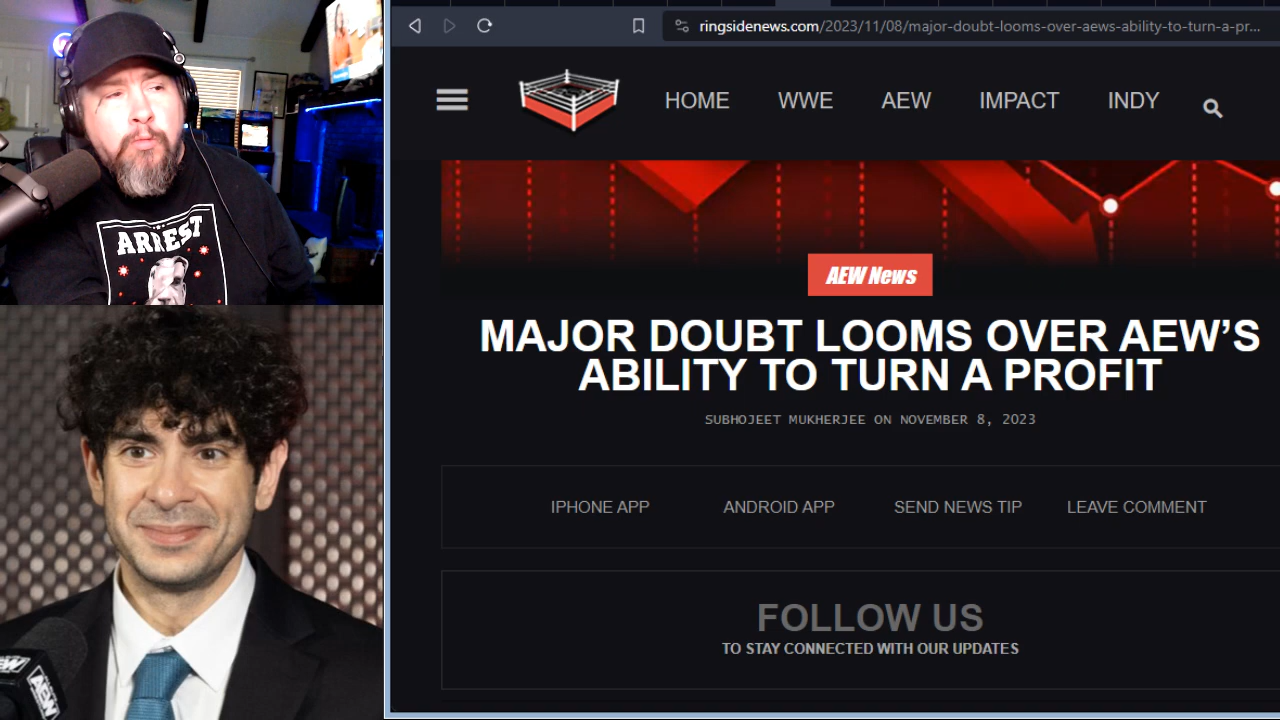 ringsidenews.com/2023/11/08/major-doubt-looms-over-aews-ability-to-turn-a-pr...
HOME WWE AEW IMPACT INDY
AEW News
MAJOR DOUBT LOOMS OVER AEW’S
ABILITY TO TURN A PROFIT
SUBHOJEET MUKHERJEE ON NOVEMBER 8, 2023
IPHONE APP ANDROID APP SEND NEWS TIP LEAVE COMMENT
FOLLOW US
TO STAY CONNECTED WITH OUR UPDATES
ARREST
AEW